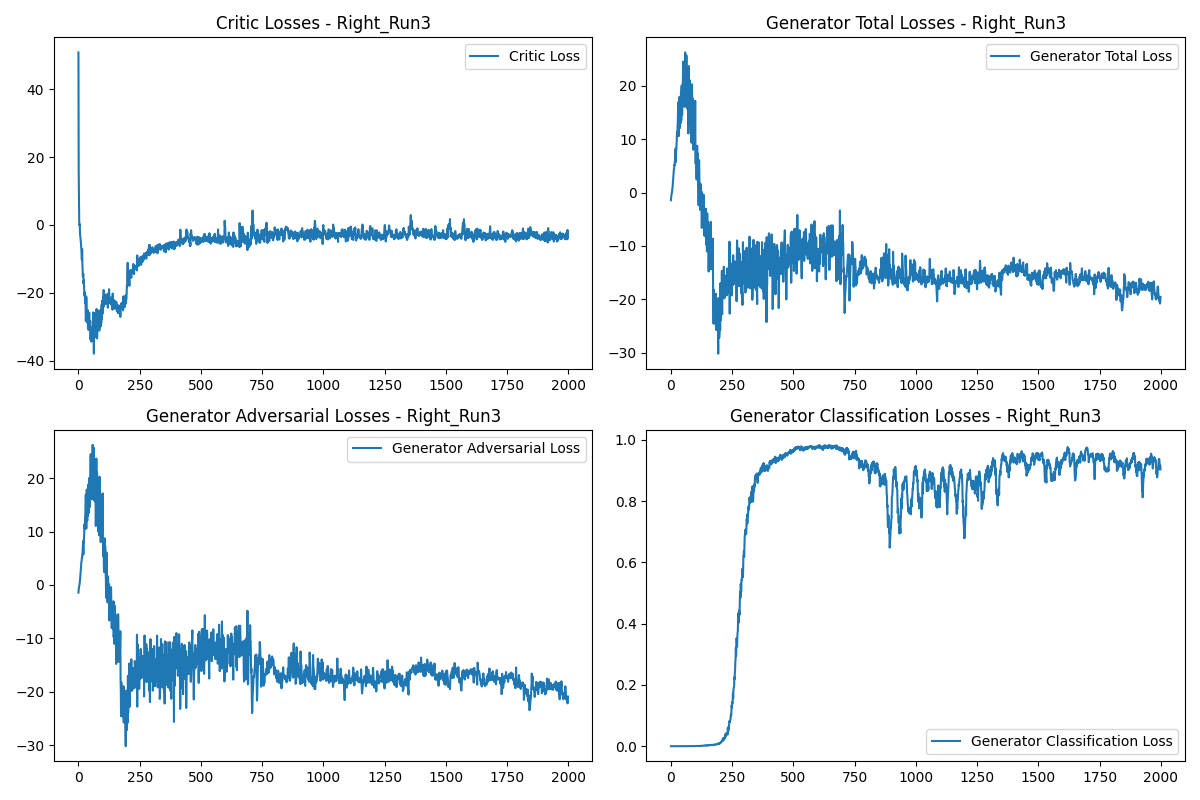 Critic Losses - Right_Run3
Critic Loss
40
20
0
−20
−40
0 250 500 750 1000 1250 1500 1750 2000
Generator Total Losses - Right_Run3
Generator Total Loss
20
10
0
−10
−20
−30
0 250 500 750 1000 1250 1500 1750 2000
Generator Adversarial Losses - Right_Run3
Generator Adversarial Loss
20
10
0
−10
−20
−30
0 250 500 750 1000 1250 1500 1750 2000
Generator Classification Losses - Right_Run3
1.0
0.8
0.6
0.4
0.2
0.0
Generator Classification Loss
0 250 500 750 1000 1250 1500 1750 2000